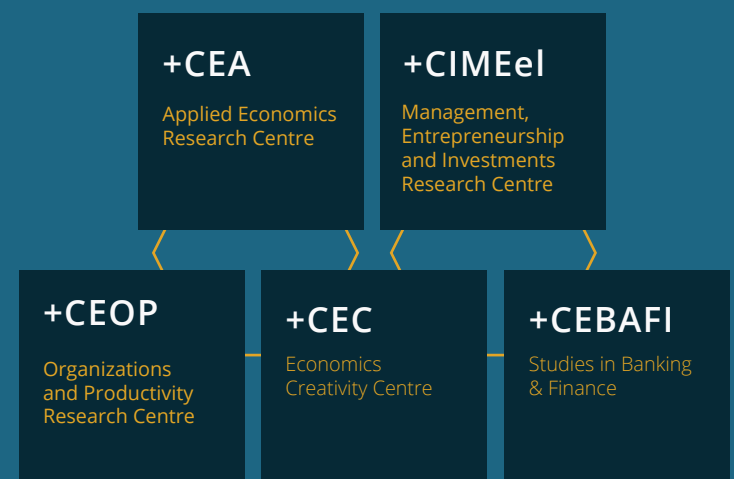 +CEA
Applied Economics
Research Centre
+CIMEel
Management,
Entrepreneurship
and Investments
Research Centre
+CEOP
Organizations
and Productivity
Research Centre
+CEC
Economics
Creativity Centre
+CEBAFI
Studies in Banking
& Finance